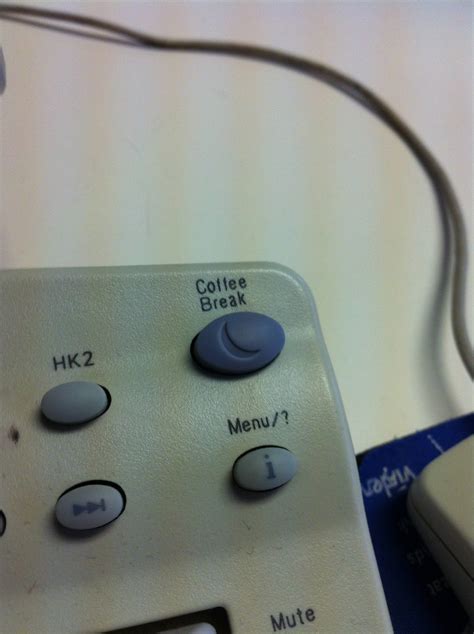 Coffee
Break
HK2
Menu/?
i
Mute